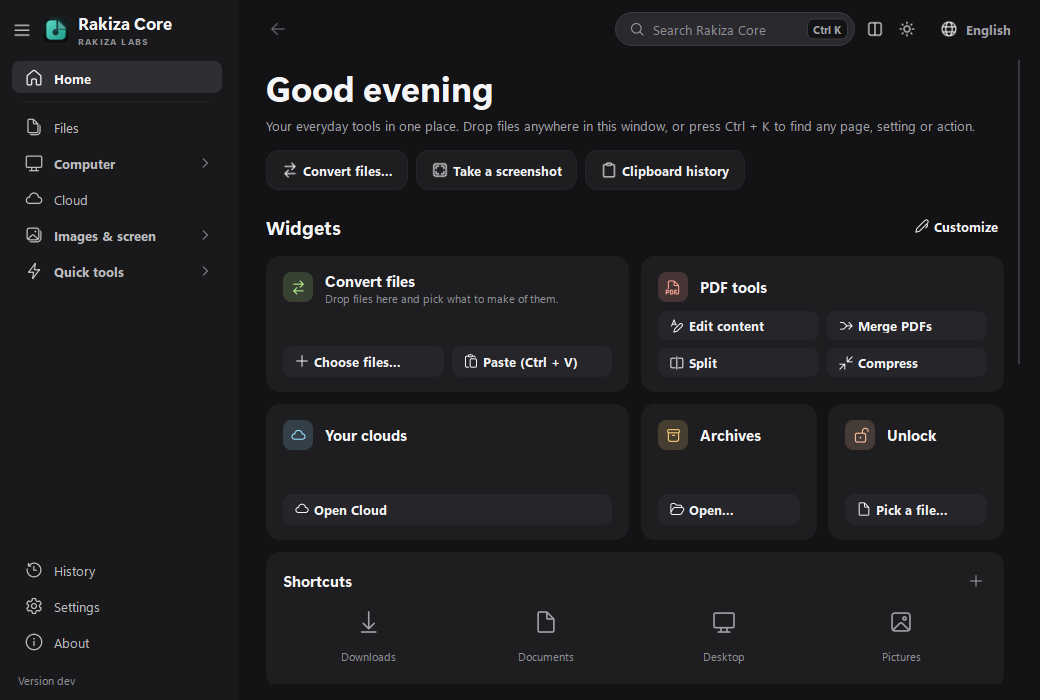 Rakiza Core
RAKIZA LABS
Home
Files
Computer
Cloud
Images & screen
Quick tools
History
Settings
About
Version dev
Search Rakiza Core
Ctrl K
English
Good evening
Your everyday tools in one place. Drop files anywhere in this window, or press Ctrl + K to find any page, setting or action.
Convert files...
Take a screenshot
Clipboard history
Widgets
Customize
Convert files
Drop files here and pick what to make of them.
Choose files...
Paste (Ctrl + V)
PDF
PDF tools
Edit content
Merge PDFs
Split
Compress
Your clouds
Open Cloud
Archives
Open...
Unlock
Pick a file...
Shortcuts
Downloads
Documents
Desktop
Pictures